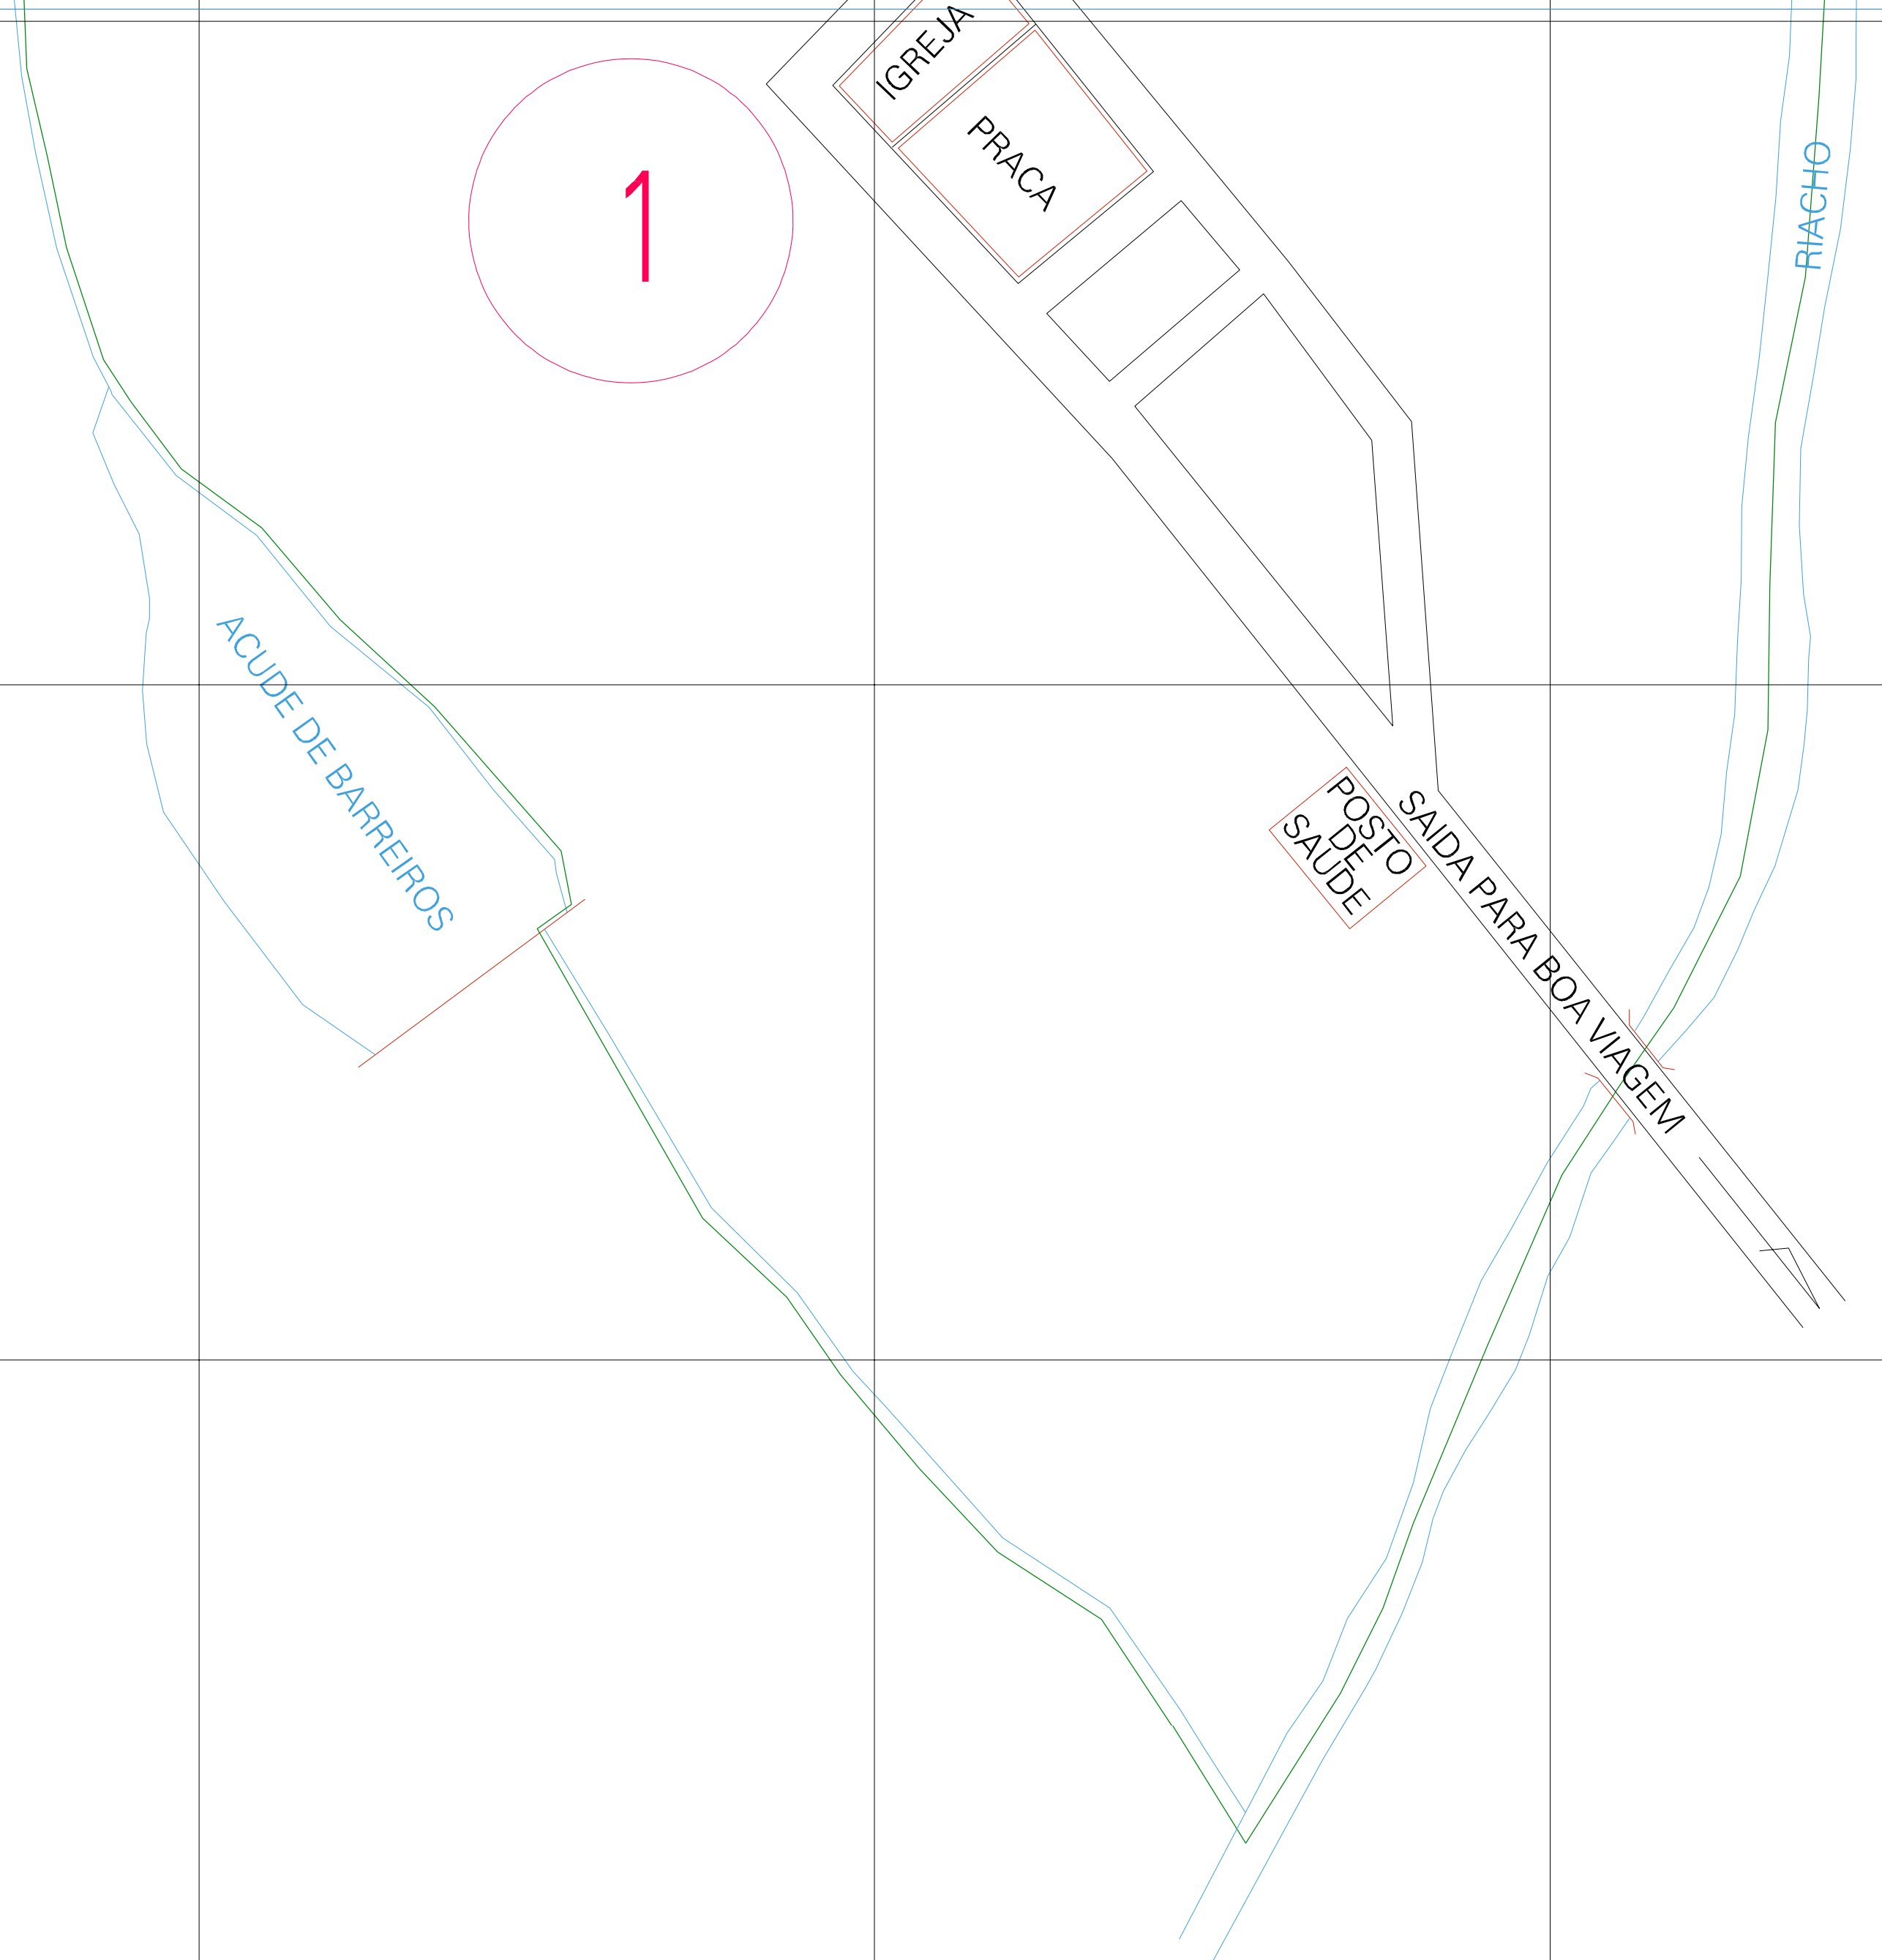 IGREJA
PRACA
1
RIACHO
ACUDE DE BARREIROS
POSTO
DE
SAUDE
SAIDA PARA BOA VIAGEM